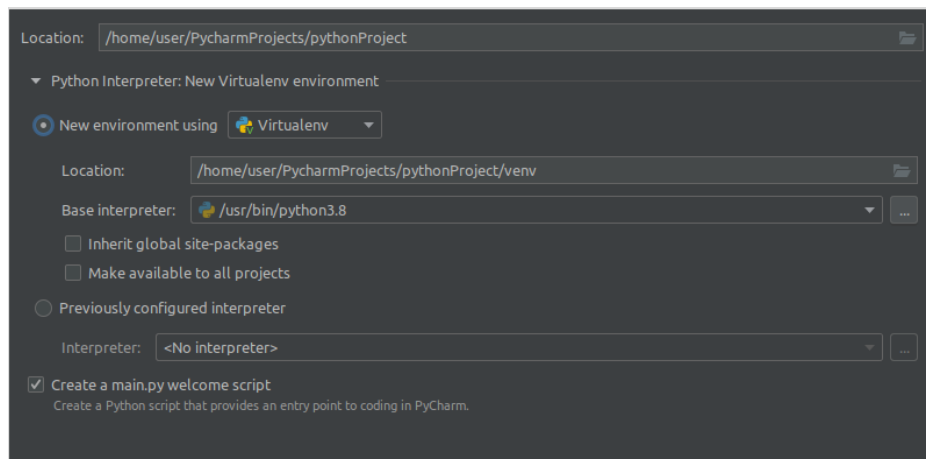 Location: /home/user/PycharmProjects/pythonProject
Python Interpreter: New Virtualenv environment
New environment using Virtualenv
Location: /home/user/PycharmProjects/pythonProject/venv
Base interpreter: /usr/bin/python3.8 ...
Inherit global site-packages
Make available to all projects
Previously configured interpreter
Interpreter: <No interpreter> ...
Create a main.py welcome script
Create a Python script that provides an entry point to coding in PyCharm.